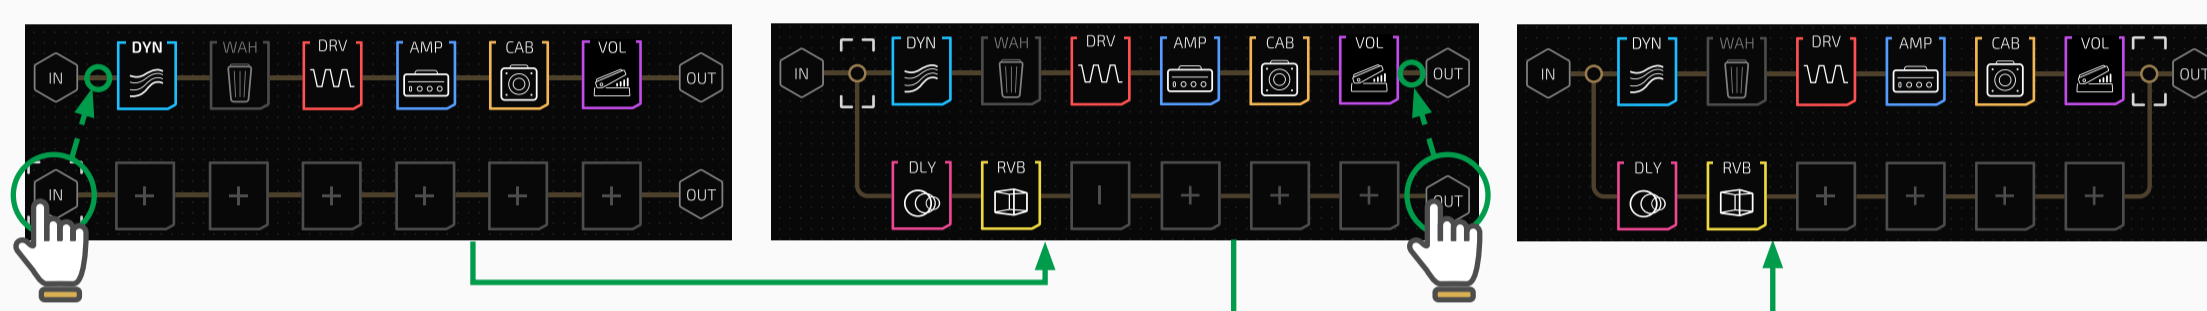 DYN WAH DRV AMP CAB VOL
IN OUT
IN OUT
DYN WAH DRV AMP CAB VOL
IN OUT
DLY RVB
OUT
DYN WAH DRV AMP CAB VOL
IN OUT
DLY RVB